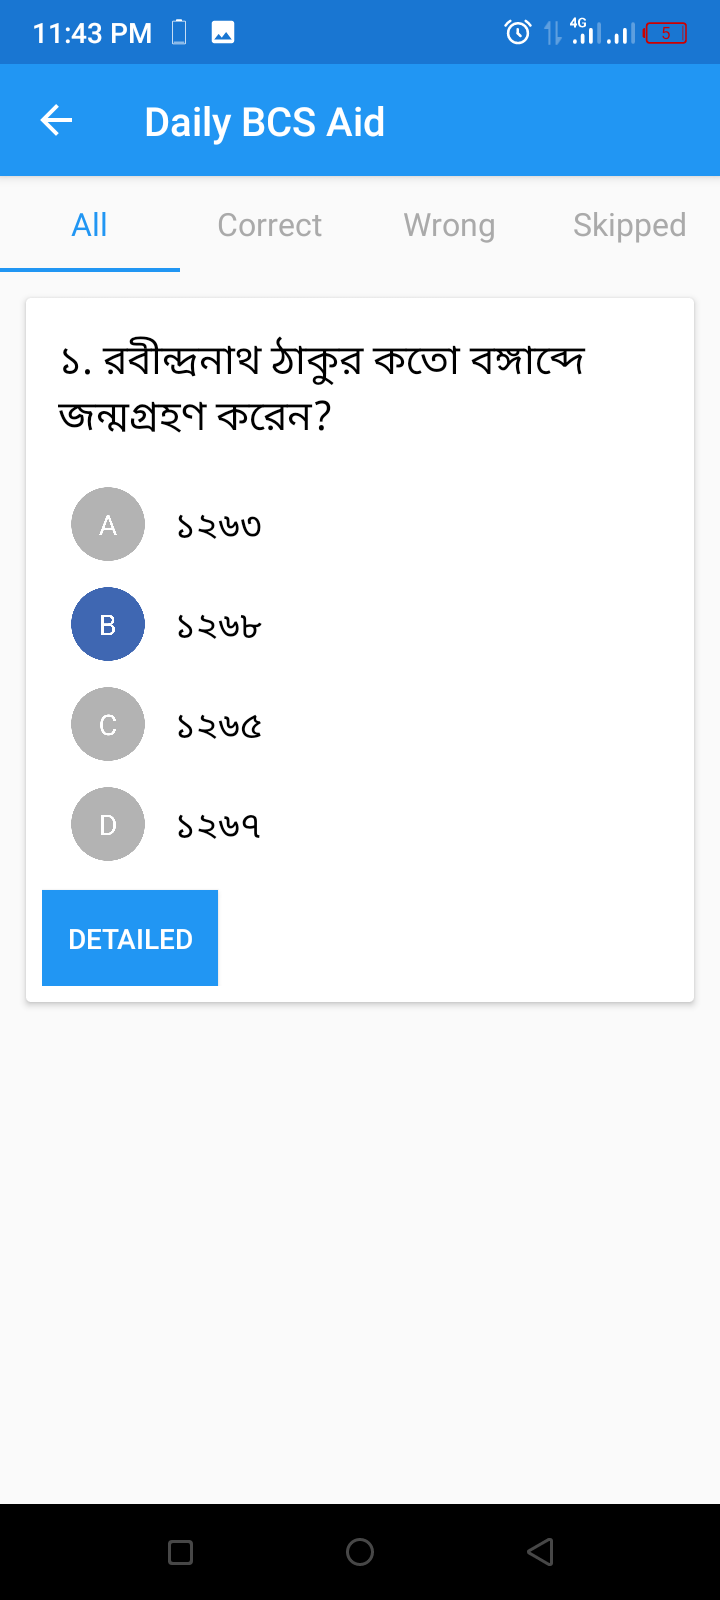 11:43 PM 4G 5
Daily BCS Aid
All Correct Wrong Skipped
১. রবীন্দ্রনাথ ঠাকুর কতো বঙ্গাব্দে
জন্মগ্রহণ করেন?
A ১২৬৩
B ১২৬৮
C ১২৬৫
D ১২৬৭
DETAILED